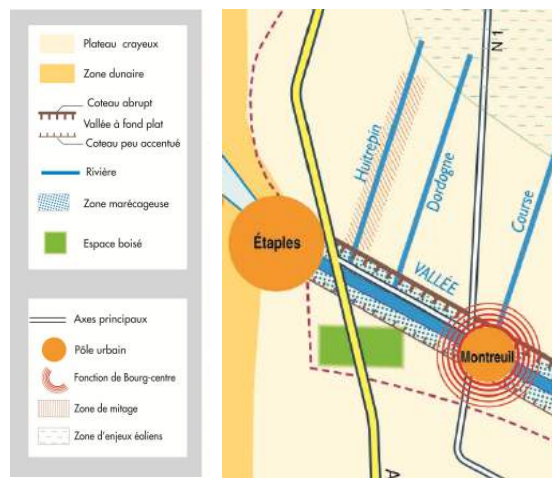 Plateau crayeux
Zone dunaire
Coteau abrupt
Vallée à fond plat
Coteau peu accentué
Rivière
Zone marécageuse
Espace boisé
Axes principaux
Pôle urbain
Fonction de Bourg-centre
Zone de mitage
Zone d'enjeux éoliens
N 1
Huitrepin
Dordogne
Course
Étaples
VALLÉE
Montreuil
A